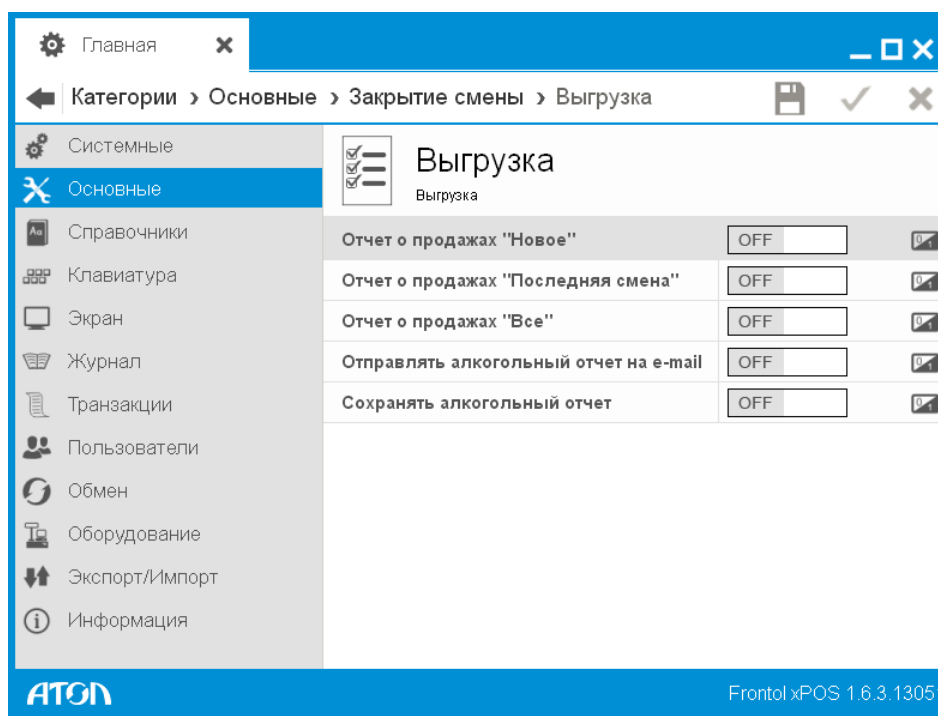 Главная
Категории › Основные › Закрытие смены › Выгрузка
Системные
Основные
Справочники
Клавиатура
Экран
Журнал
Транзакции
Пользователи
Обмен
Оборудование
Экспорт/Импорт
Информация
Выгрузка
Выгрузка
Отчет о продажах "Новое" OFF
Отчет о продажах "Последняя смена" OFF
Отчет о продажах "Все" OFF
Отправлять алкогольный отчет на e-mail OFF
Сохранять алкогольный отчет OFF
ATOL Frontol xPOS 1.6.3.1305